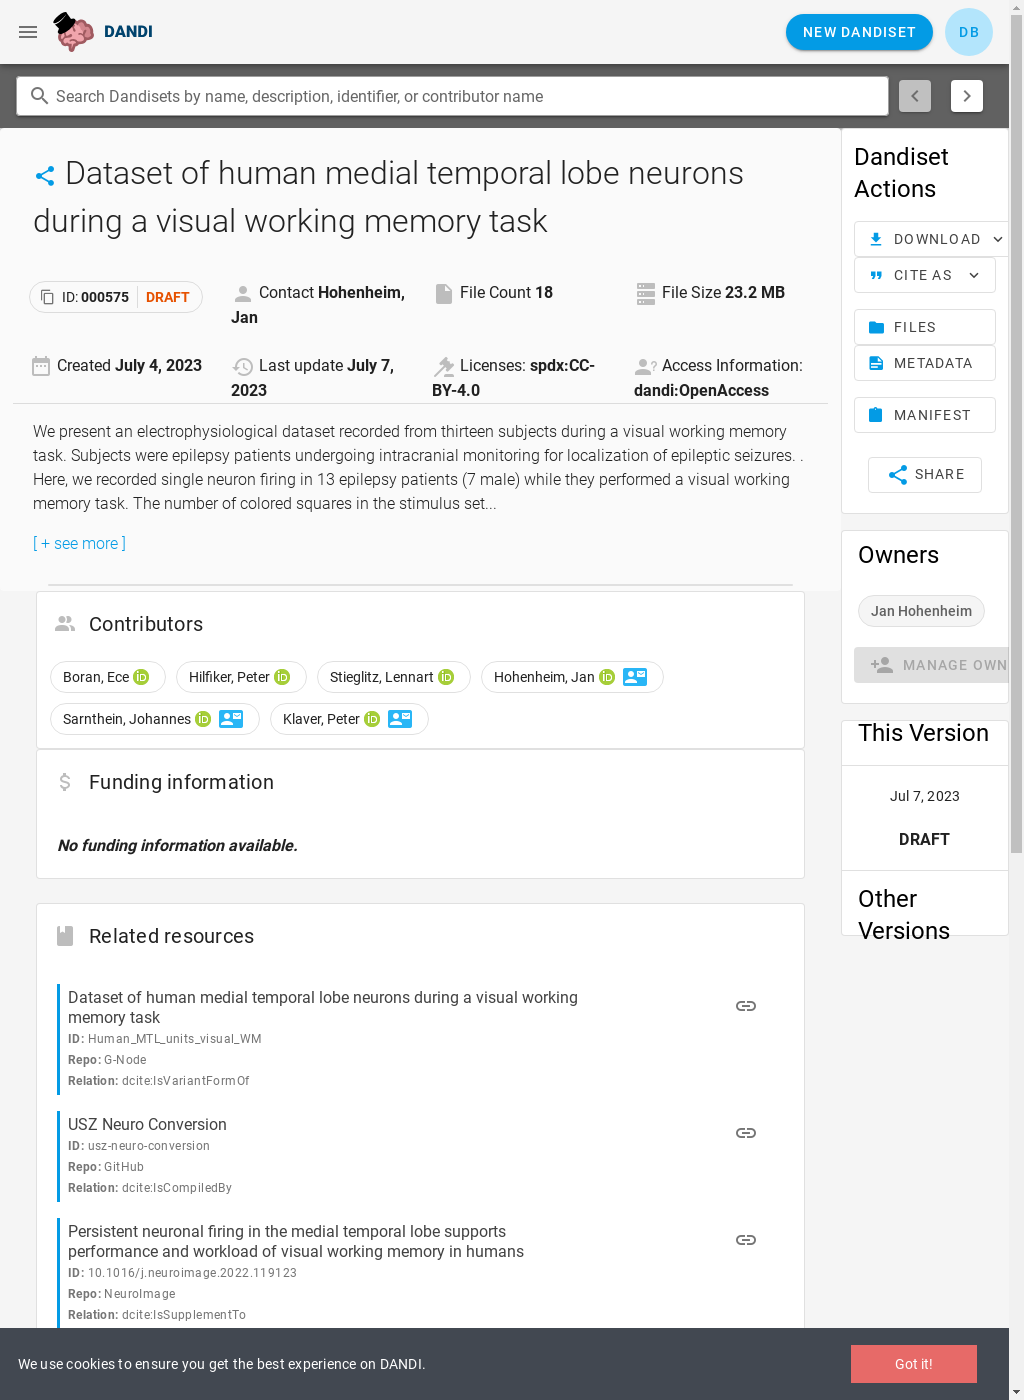 DANDI
NEW DANDISET
DB
Search Dandisets by name, description, identifier, or contributor name
Dataset of human medial temporal lobe neurons
during a visual working memory task
ID: 000575 DRAFT
Contact Hohenheim,
Jan
File Count 18
File Size 23.2 MB
Created July 4, 2023
Last update July 7,
2023
Licenses: spdx:CC-
BY-4.0
Access Information:
dandi:OpenAccess
We present an electrophysiological dataset recorded from thirteen subjects during a visual working memory
task. Subjects were epilepsy patients undergoing intracranial monitoring for localization of epileptic seizures. .
Here, we recorded single neuron firing in 13 epilepsy patients (7 male) while they performed a visual working
memory task. The number of colored squares in the stimulus set...
[ + see more ]
Contributors
Boran, Ece iD
Hilfiker, Peter iD
Stieglitz, Lennart iD
Hohenheim, Jan iD
Sarnthein, Johannes iD
Klaver, Peter iD
Funding information
No funding information available.
Related resources
Dataset of human medial temporal lobe neurons during a visual working
memory task
ID: Human_MTL_units_visual_WM
Repo: G-Node
Relation: dcite:IsVariantFormOf
USZ Neuro Conversion
ID: usz-neuro-conversion
Repo: GitHub
Relation: dcite:IsCompiledBy
Persistent neuronal firing in the medial temporal lobe supports
performance and workload of visual working memory in humans
ID: 10.1016/j.neuroimage.2022.119123
Repo: NeuroImage
Relation: dcite:IsSupplementTo
Dandiset
Actions
DOWNLOAD
CITE AS
FILES
METADATA
MANIFEST
SHARE
Owners
Jan Hohenheim
MANAGE OWN
This Version
Jul 7, 2023
DRAFT
Other
Versions
We use cookies to ensure you get the best experience on DANDI.
Got it!